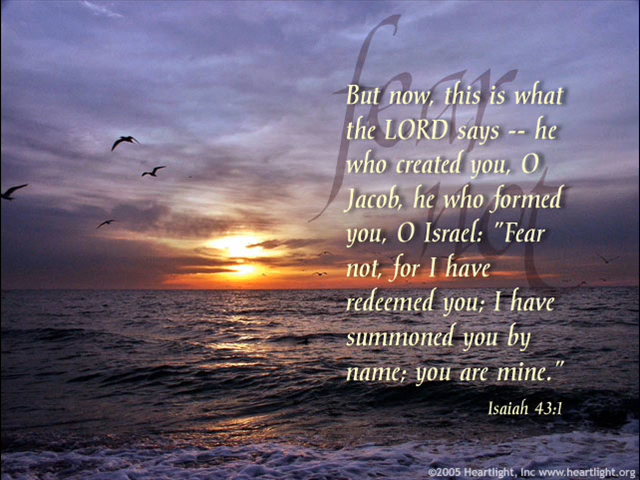 fear
not
But now, this is what
the LORD says -- he
who created you, O
Jacob, he who formed
you, O Israel: "Fear
not, for I have
redeemed you; I have
summoned you by
name; you are mine."
Isaiah 43:1
©2005 Heartlight, Inc www.heartlight.org